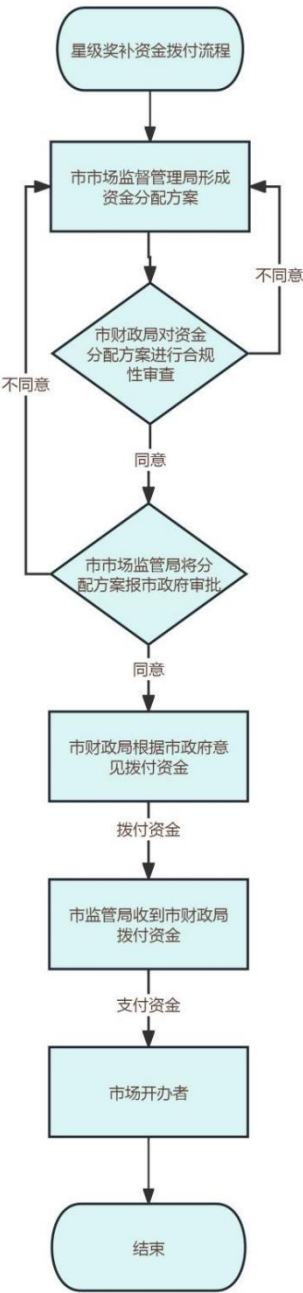 星级奖补资金拨付流程
市市场监督管理局形成
资金分配方案
不同意
市财政局对资金
分配方案进行合规
性审查
不同意
同意
市市场监管局将分
配方案报市政府审批
同意
市财政局根据市政府意
见拨付资金
拨付资金
市监管局收到市财政局
拨付资金
支付资金
市场开办者
结束